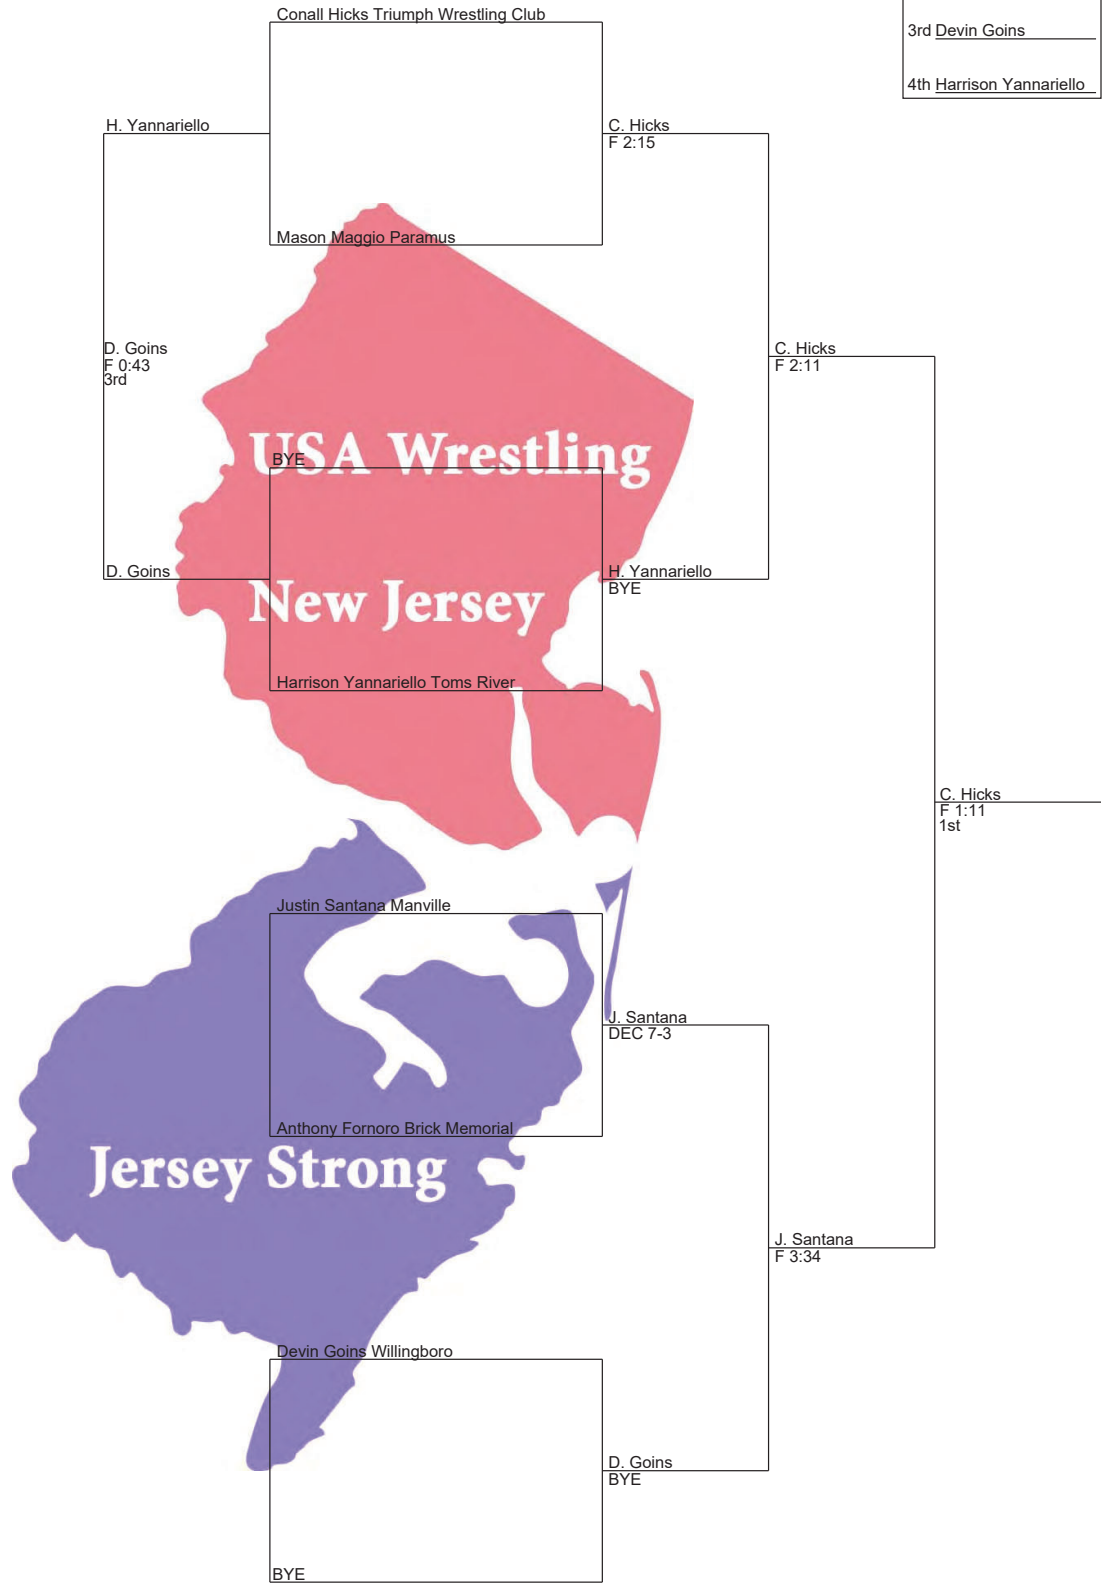 Conall Hicks Triumph Wrestling Club
3rd Devin Goins
4th Harrison Yannariello
H. Yannariello
C. Hicks
F 2:15
Mason Maggio Paramus
D. Goins
F 0:43
3rd
C. Hicks
F 2:11
USA Wrestling
BYE
D. Goins
H. Yannariello
BYE
New Jersey
Harrison Yannariello Toms River
C. Hicks
F 1:11
1st
Justin Santana Manville
J. Santana
DEC 7-3
Anthony Fornoro Brick Memorial
Jersey Strong
J. Santana
F 3:34
Devin Goins Willingboro
D. Goins
BYE
BYE